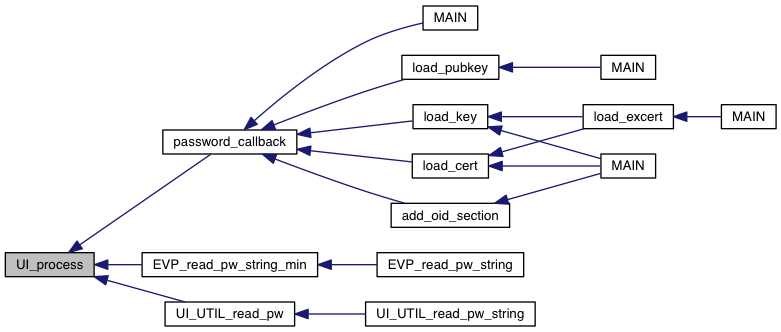 MAIN
load_pubkey
MAIN
load_key
load_excert
MAIN
password_callback
load_cert
MAIN
add_oid_section
UI_process
EVP_read_pw_string_min
EVP_read_pw_string
UI_UTIL_read_pw
UI_UTIL_read_pw_string